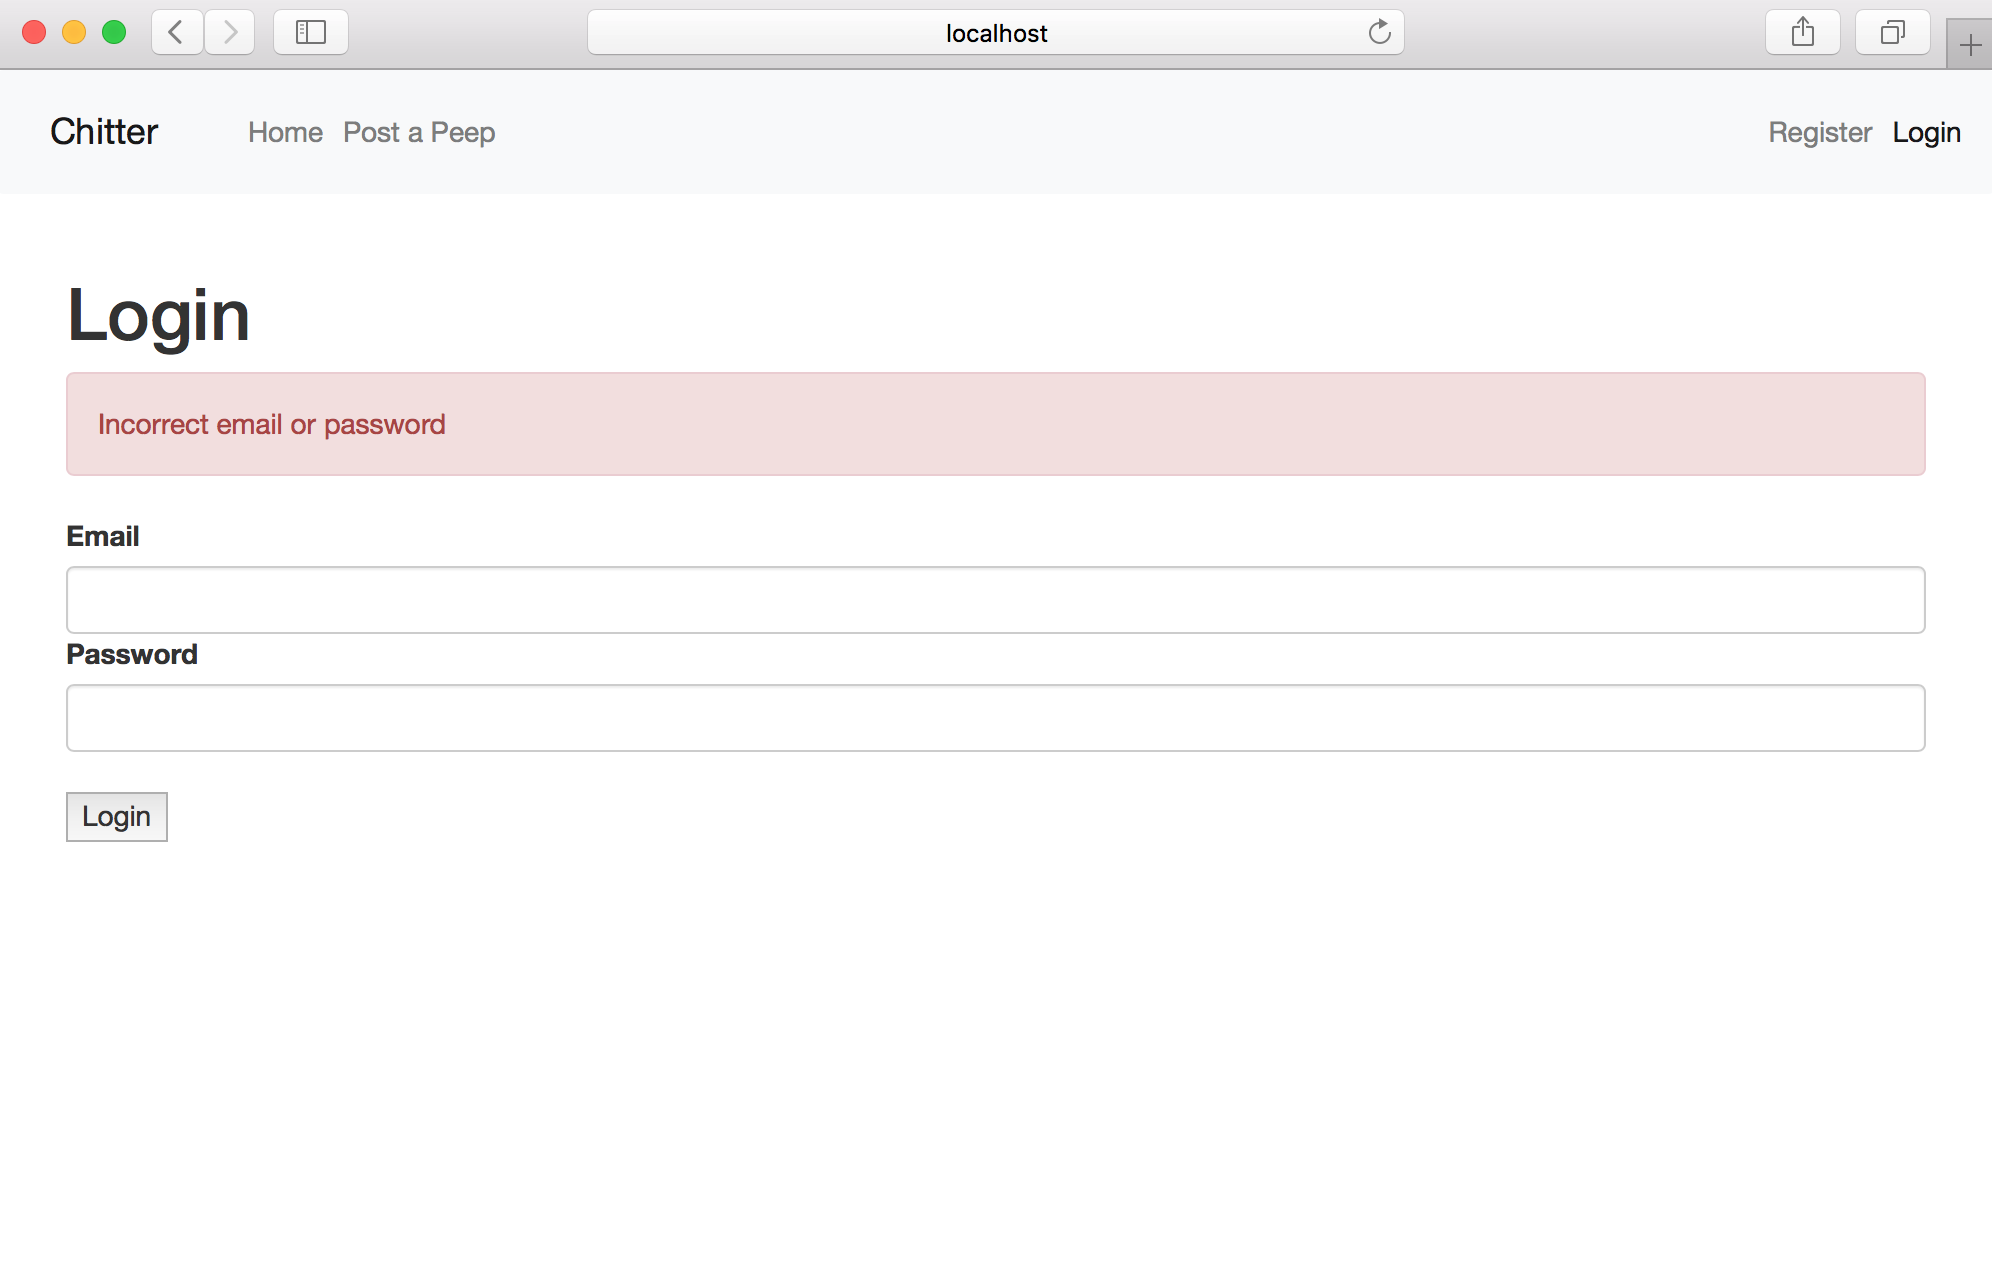 localhost
Chitter Home Post a Peep Register Login
Login
Incorrect email or password
Email
Password
Login